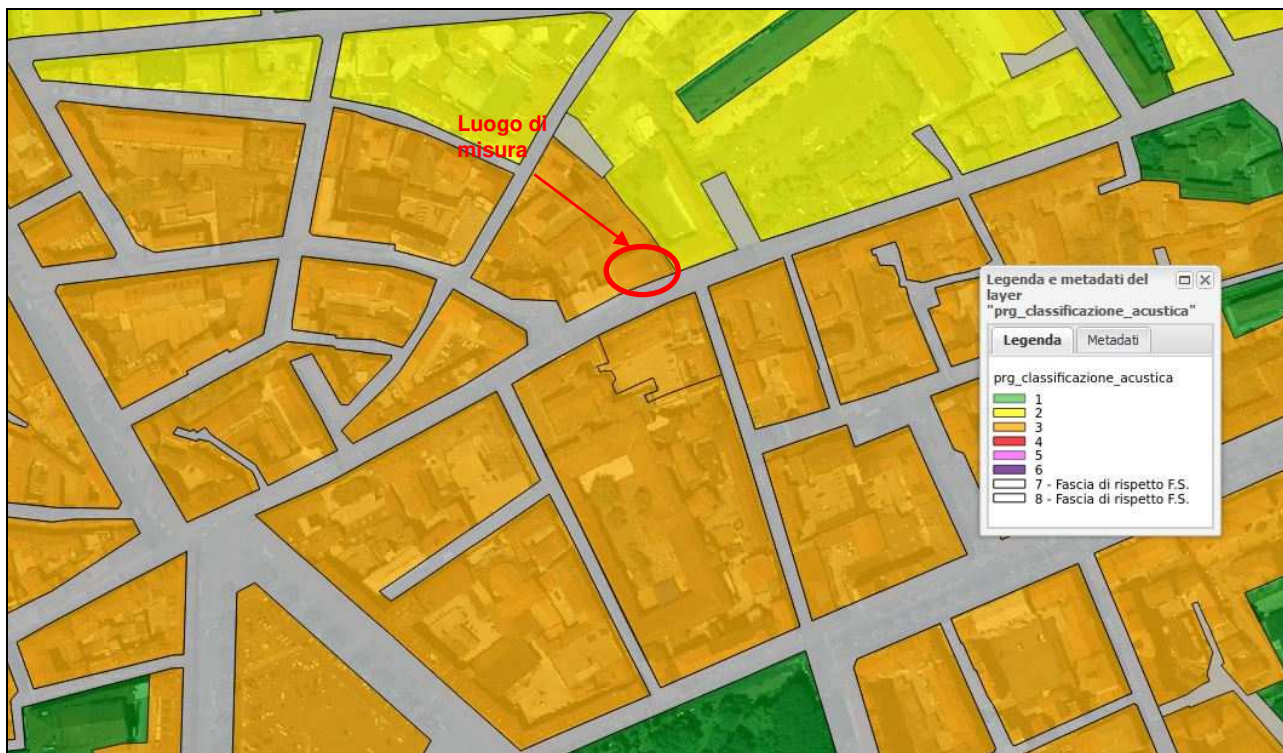 Luogo di
misura
Legenda e metadati del
layer
"prg_classificazione_acustica"
Legenda
Metadati
prg_classificazione_acustica
1
2
3
4
5
6
7 - Fascia di rispetto F.S.
8 - Fascia di rispetto F.S.